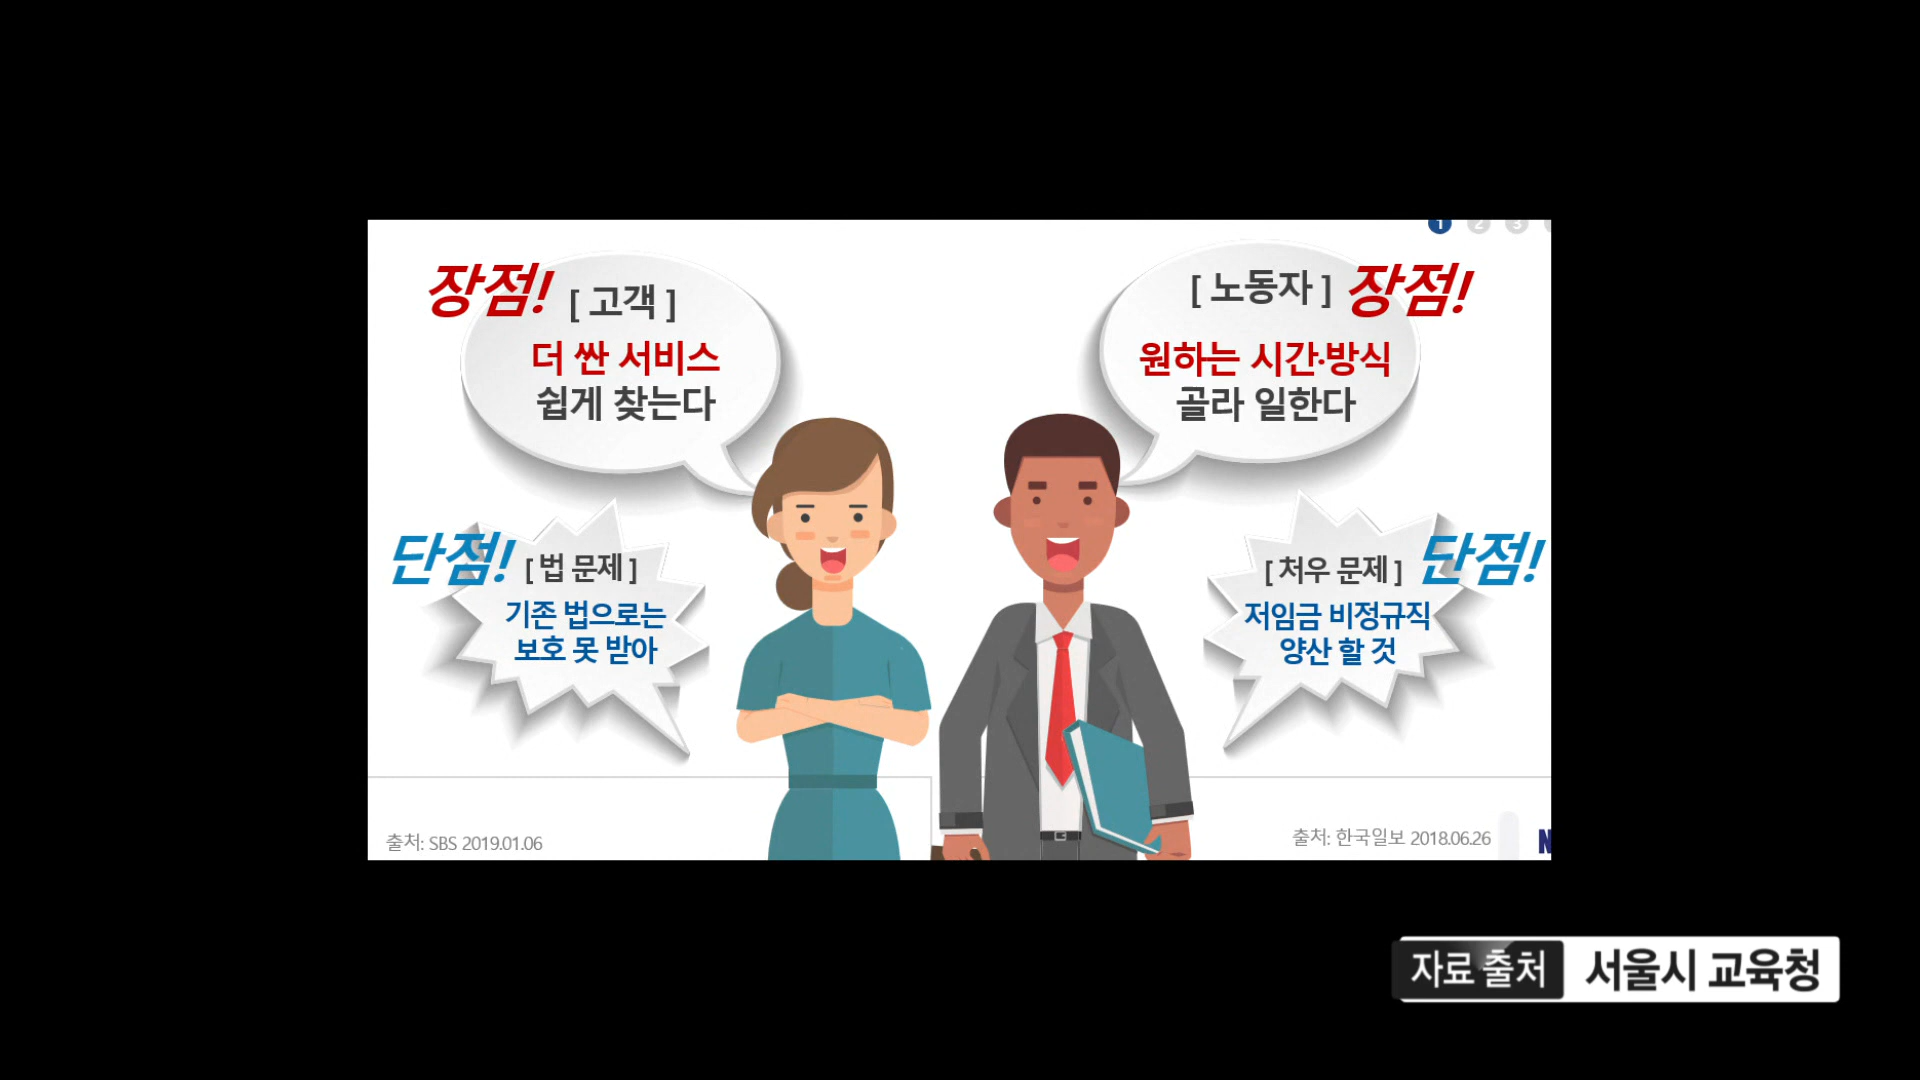 1 2 3
장점! [ 고객 ]
더 싼 서비스
쉽게 찾는다
[ 노동자 ] 장점!
원하는 시간·방식
골라 일한다
단점! [ 법 문제 ]
기존 법으로는
보호 못 받아
[ 처우 문제 ] 단점!
저임금 비정규직
양산 할 것
출처: SBS 2019.01.06
출처: 한국일보 2018.06.26
자료 출처 서울시 교육청